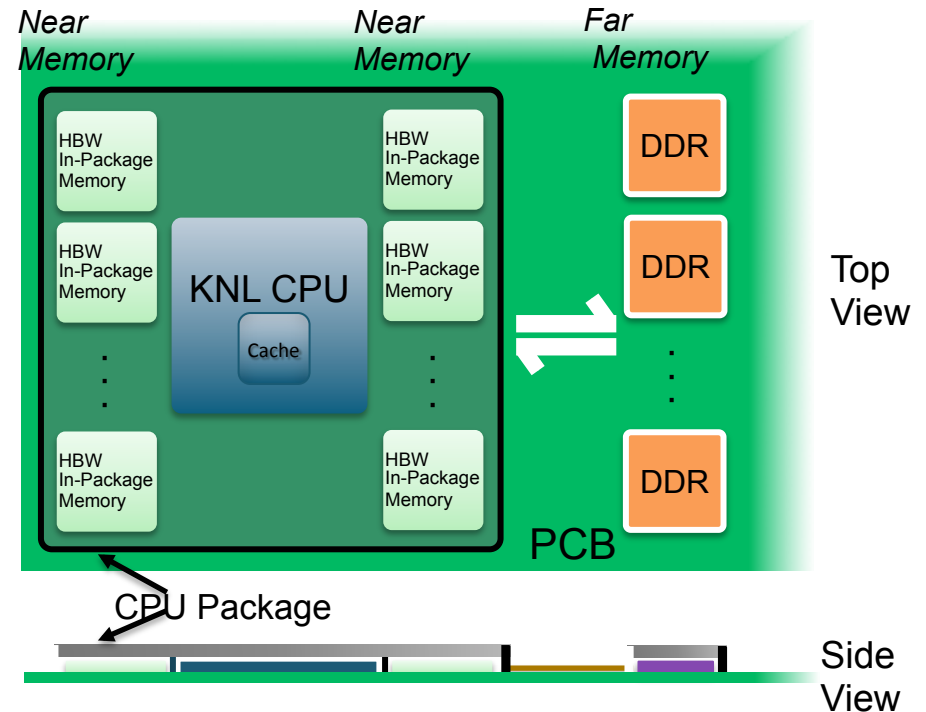 Near
Memory
Near
Memory
Far
Memory
HBW
In-Package
Memory
HBW
In-Package
Memory
DDR
HBW
In-Package
Memory
KNL CPU
Cache
HBW
In-Package
Memory
DDR
Top
View
HBW
In-Package
Memory
HBW
In-Package
Memory
DDR
PCB
CPU Package
Side
View